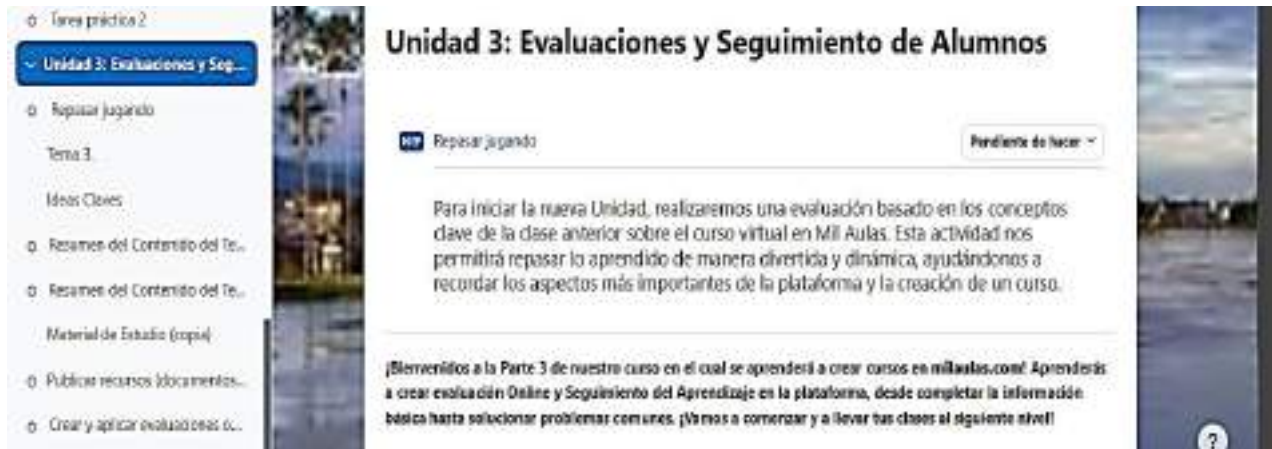 Tarea práctica 2
Unidad 3: Evaluaciones y Seg...
Repasar jugando
Tema 3.
Ideas Claves
Resumen del Contenido del Te...
Resumen del Contenido del Te...
Material de Estudio (copia)
Publicar recursos (documentos...
Crear y aplicar evaluaciones o...
Unidad 3: Evaluaciones y Seguimiento de Alumnos
Repasar jugando
Pendiente de hacer
Para iniciar la nueva Unidad, realizaremos una evaluación basado en los conceptos
clave de la clase anterior sobre el curso virtual en Mil Aulas. Esta actividad nos
permitirá repasar lo aprendido de manera divertida y dinámica, ayudándonos a
recordar los aspectos más importantes de la plataforma y la creación de un curso.
¡Bienvenidos a la Parte 3 de nuestro curso en el cual se aprenderá a crear cursos en milaulas.com! Aprenderás
a crear evaluación Online y Seguimiento del Aprendizaje en la plataforma, desde completar la información
básica hasta solucionar problemas comunes. ¡Vamos a comenzar y a llevar tus clases al siguiente nivel!
?